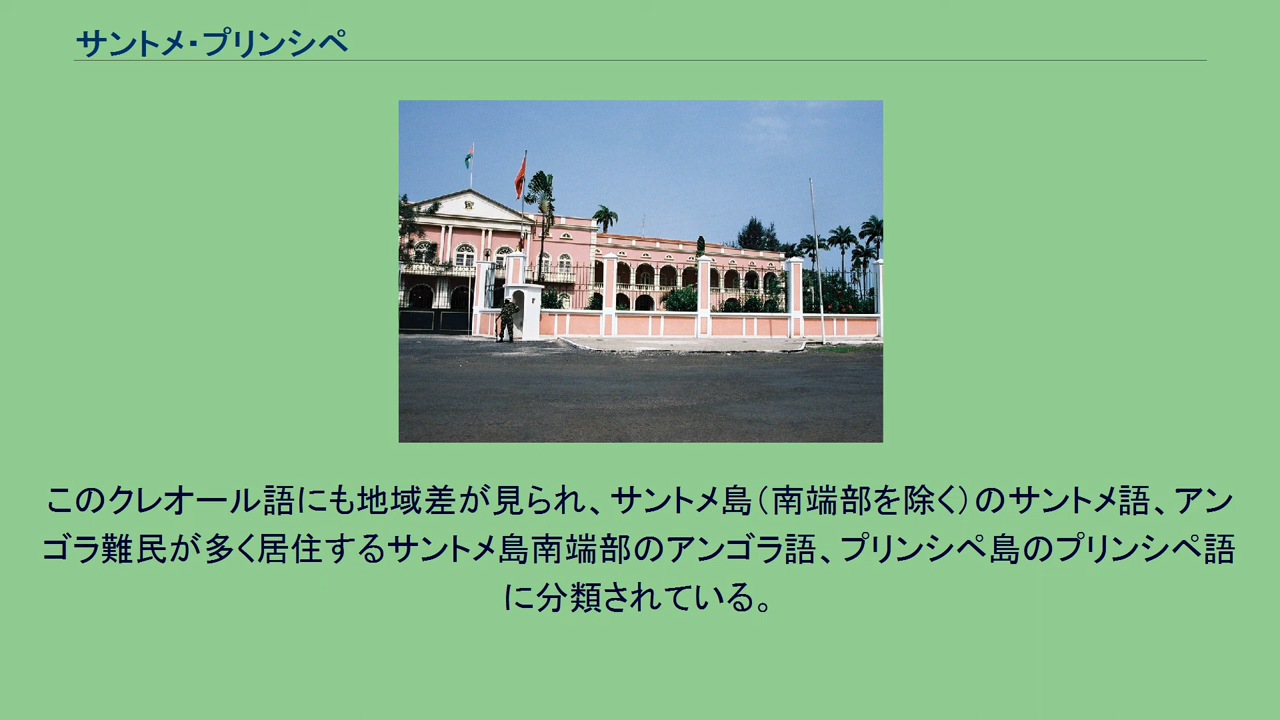 サントメ・プリンシペ
このクレオール語にも地域差が見られ、サントメ島（南端部を除く）のサントメ語、アン
ゴラ難民が多く居住するサントメ島南端部のアンゴラ語、プリンシペ島のプリンシペ語
に分類されている。